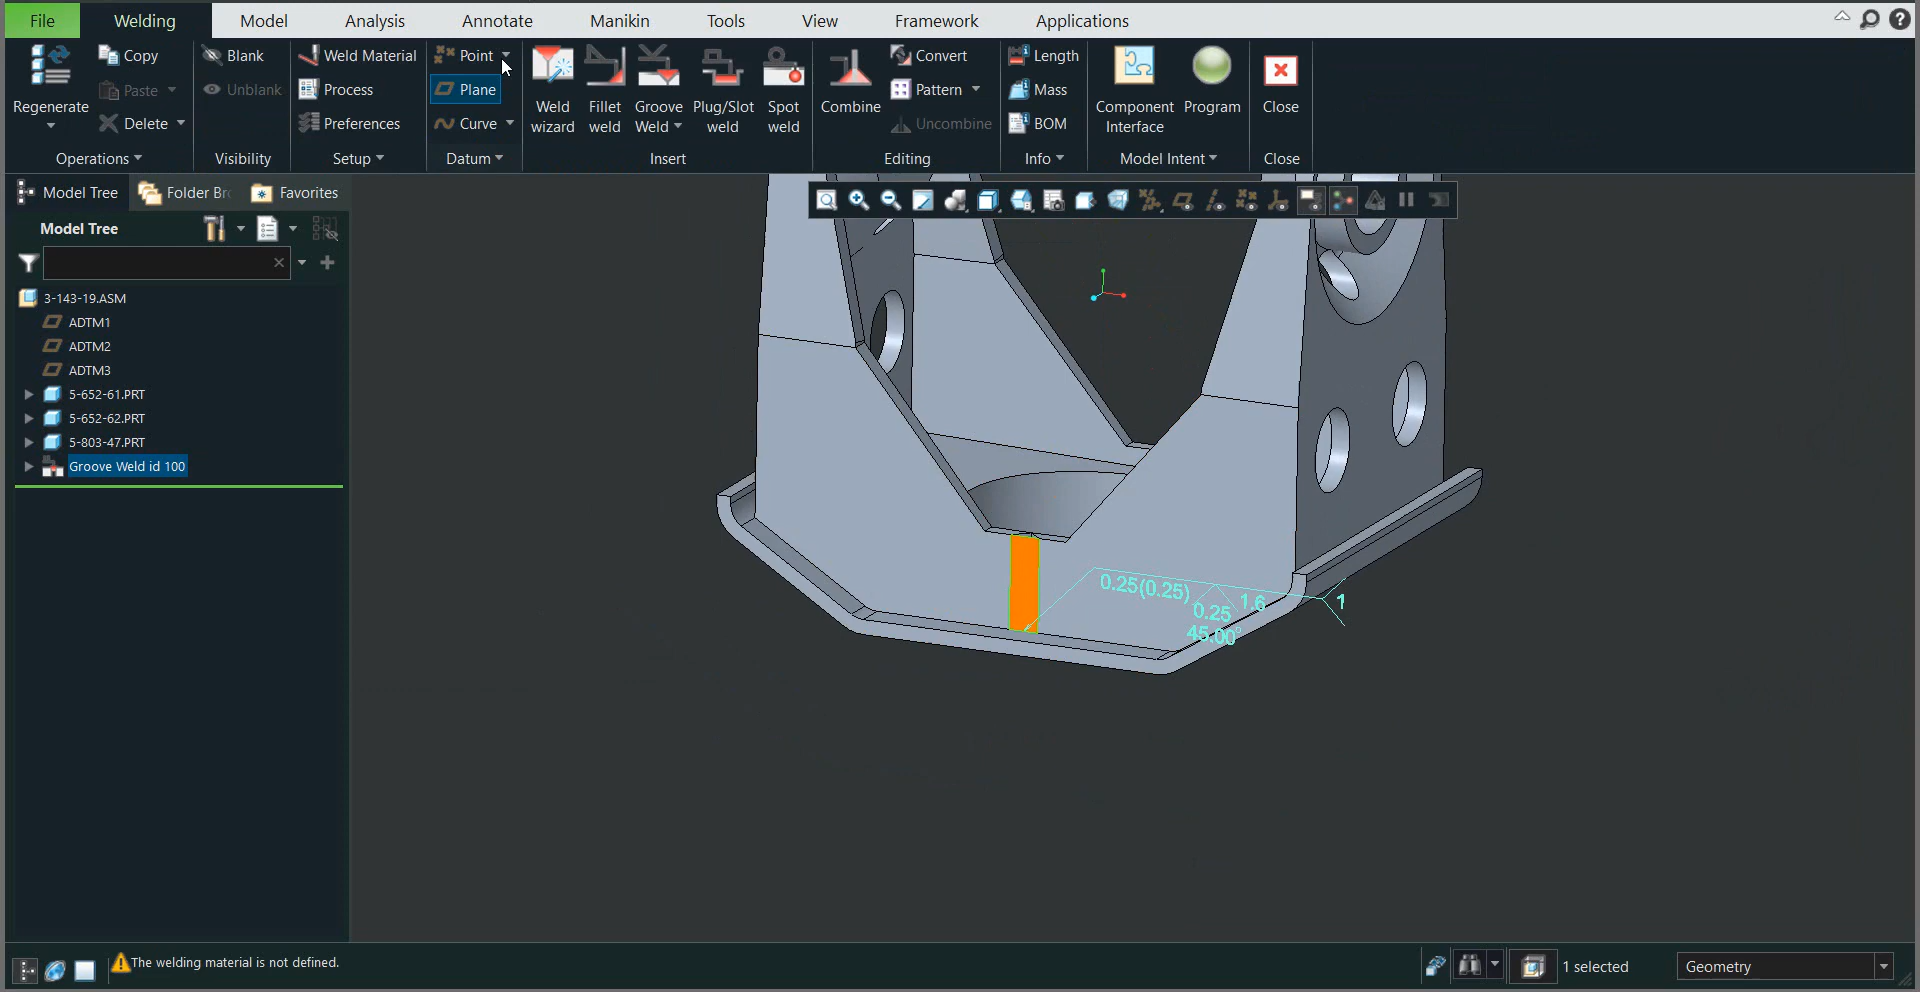 File Welding Model Analysis Annotate Manikin Tools View Framework Applications
Regenerate
Copy
Paste
Delete
Operations
Blank
Unblank
Visibility
Weld Material
Process
Preferences
Setup
Point
Plane
Curve
Datum
Weld wizard
Fillet weld
Groove Weld
Plug/Slot weld
Spot weld
Insert
Combine
Convert
Pattern
Uncombine
Editing
Length
Mass
BOM
Info
Component Interface
Program
Model Intent
Close
Close
Model Tree Folder Br Favorites
Model Tree
3-143-19.ASM
ADTM1
ADTM2
ADTM3
5-652-61.PRT
5-652-62.PRT
5-803-47.PRT
Groove Weld id 100
0.25(0.25)
0.25
1.6
1
45.00°
The welding material is not defined.
1 selected
Geometry